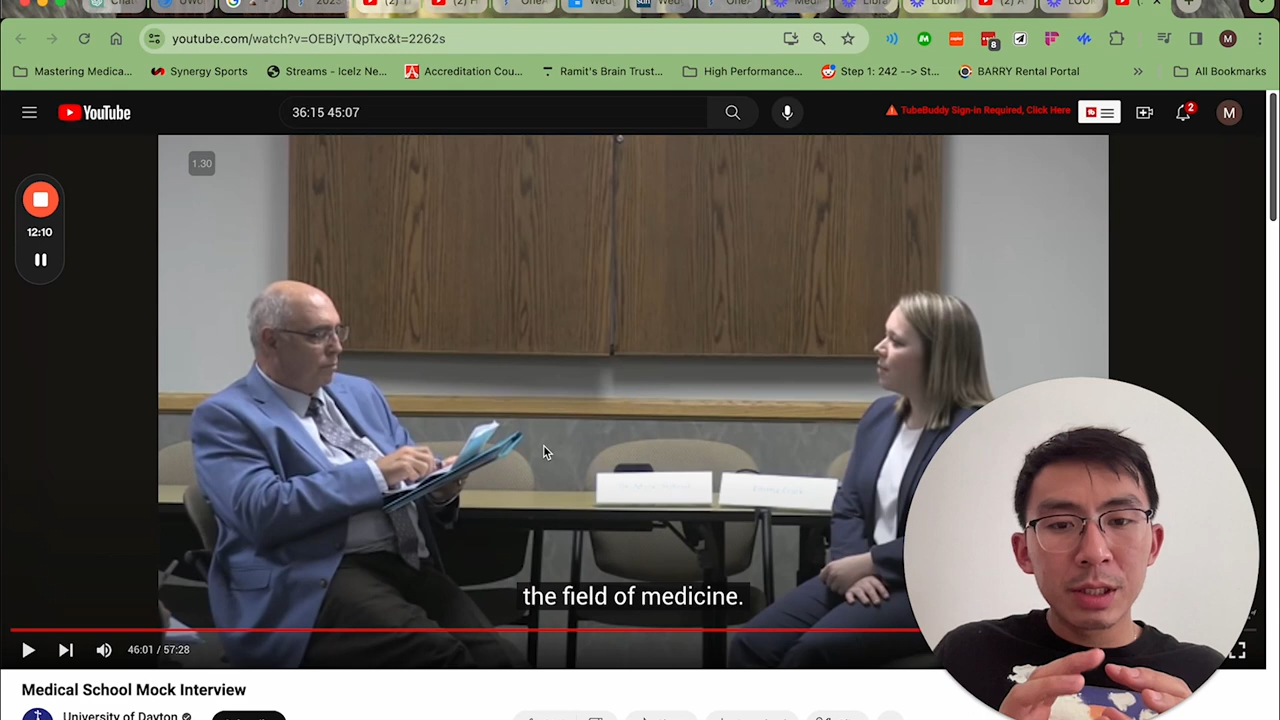 youtube.com/watch?v=OEBjVTQpTxc&t=2262s
M
8
Mastering Medica...
Synergy Sports
Streams - Icelz Ne...
Accreditation Cou...
Ramit's Brain Trust...
High Performance...
Step 1: 242 --> St...
BARRY Rental Portal
»
All Bookmarks
YouTube
36:15 45:07
TubeBuddy Sign-in Required, Click Here
2
M
1.30
12:10
the field of medicine.
46:01 / 57:28
Medical School Mock Interview
University of Dayton